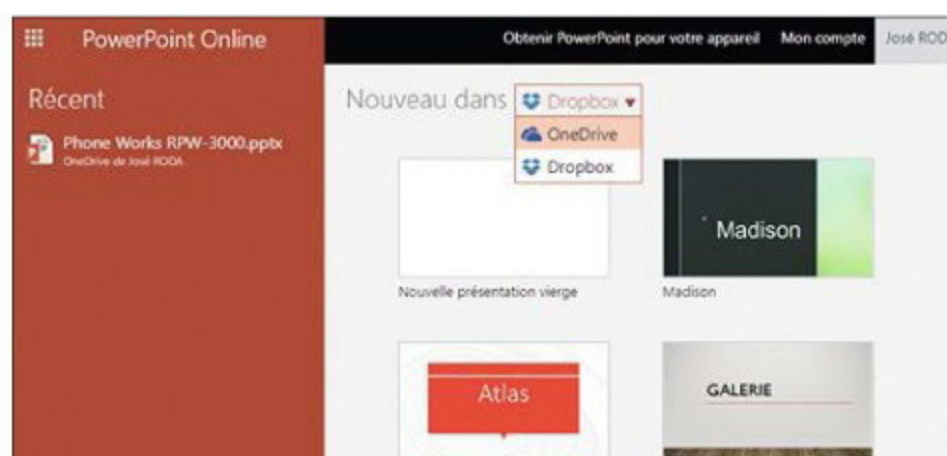 PowerPoint Online
Obtenir PowerPoint pour votre appareil Mon compte José ROD
Récent
Nouveau dans Dropbox
OneDrive
Dropbox
Phone Works RPW-3000.pptx
OneDrive de José RODA
Madison
Nouvelle présentation vierge
Madison
Atlas
GALERIE